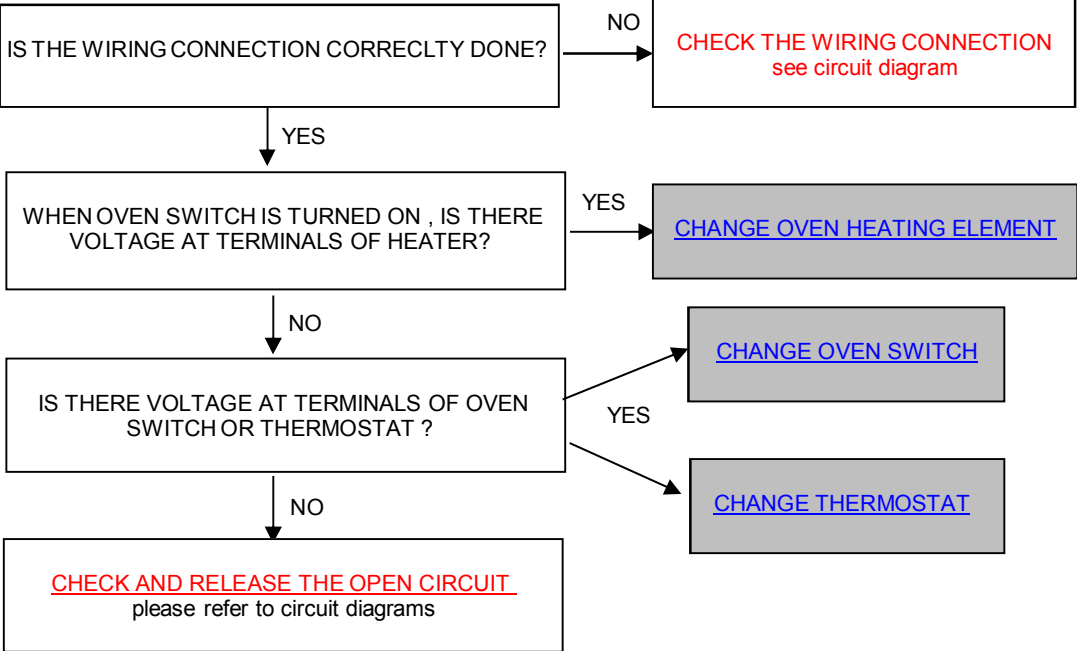 IS THE WIRING CONNECTION CORRECLTY DONE?
NO
CHECK THE WIRING CONNECTION
see circuit diagram
YES
WHEN OVEN SWITCH IS TURNED ON , IS THERE
VOLTAGE AT TERMINALS OF HEATER?
YES
CHANGE OVEN HEATING ELEMENT
NO
IS THERE VOLTAGE AT TERMINALS OF OVEN
SWITCH OR THERMOSTAT ?
YES
CHANGE OVEN SWITCH
CHANGE THERMOSTAT
NO
CHECK AND RELEASE THE OPEN CIRCUIT
please refer to circuit diagrams